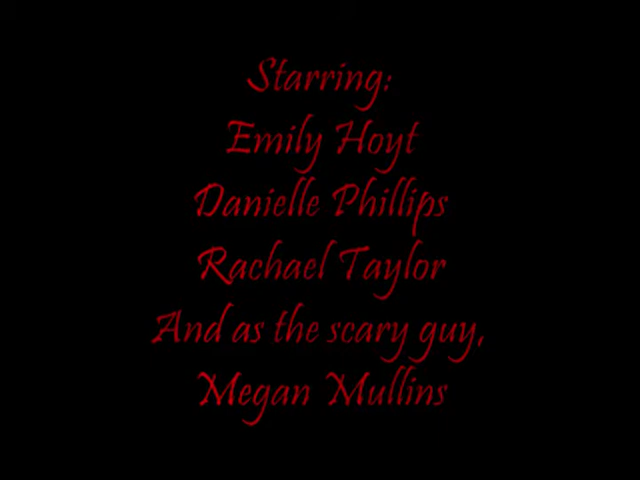 Starring:
Emily Hoyt
Danielle Phillips
Rachael Taylor
And as the scary guy,
Megan Mullins